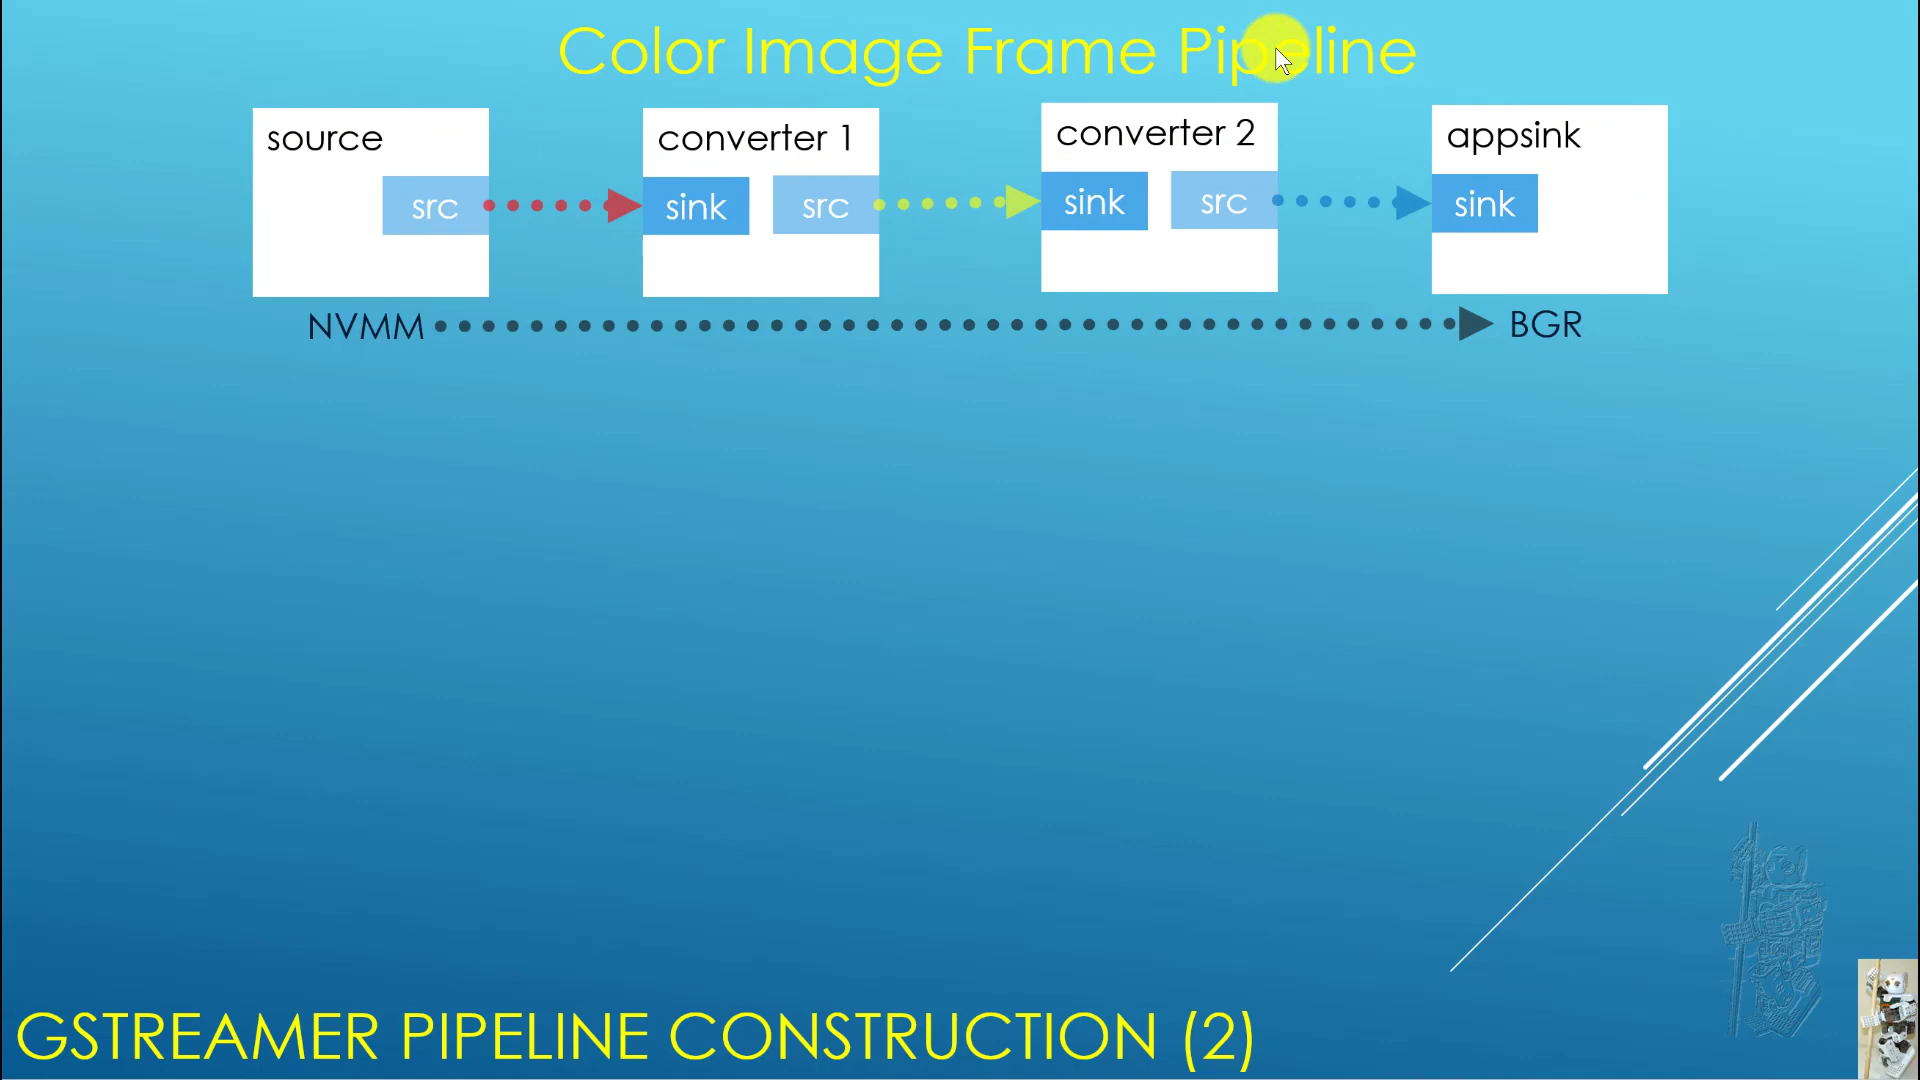 Color Image Frame Pipeline
source
converter 1
converter 2
appsink
src
sink
src
sink
src
sink
NVMM
BGR
GSTREAMER PIPELINE CONSTRUCTION (2)